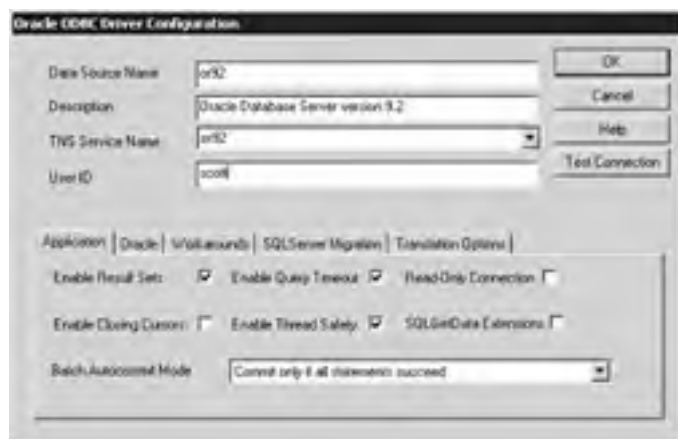 Oracle ODBC Driver Configuration
Data Source Name or92
OK
Description Oracle Database Server version 9.2
Cancel
TNS Service Name or92
Help
User ID scott
Test Connection
Application Oracle Workarounds SQLServer Migration Translation Options
Enable Result Sets Enable Query Timeout Read-Only Connection
Enable Closing Cursors Enable Thread Safety SQLGetData Extensions
Batch Autocommit Mode Commit only if all statements succeed